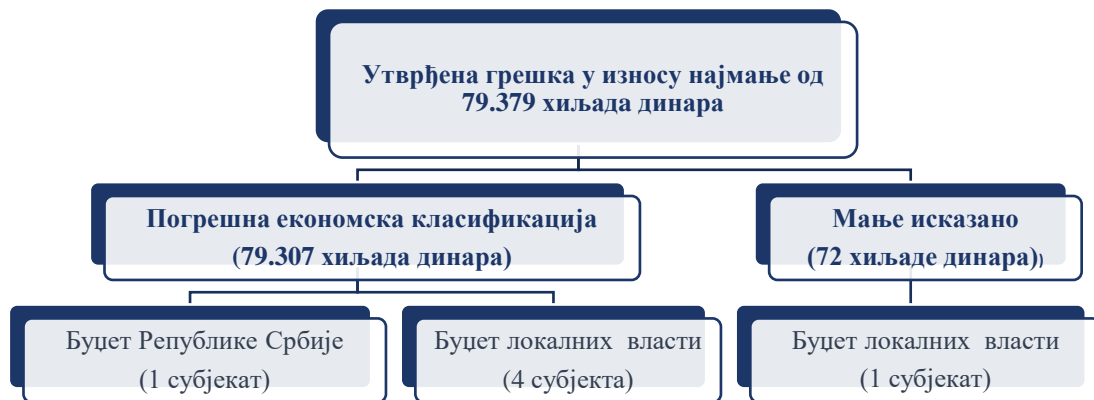 Утврђена грешка у износу најмање од
79.379 хиљада динара
Погрешна економска класификација
(79.307 хиљада динара)
Мање исказано
(72 хиљаде динара))
Буџет Републике Србије
(1 субјекат)
Буџет локалних власти
(4 субјекта)
Буџет локалних власти
(1 субјекат)